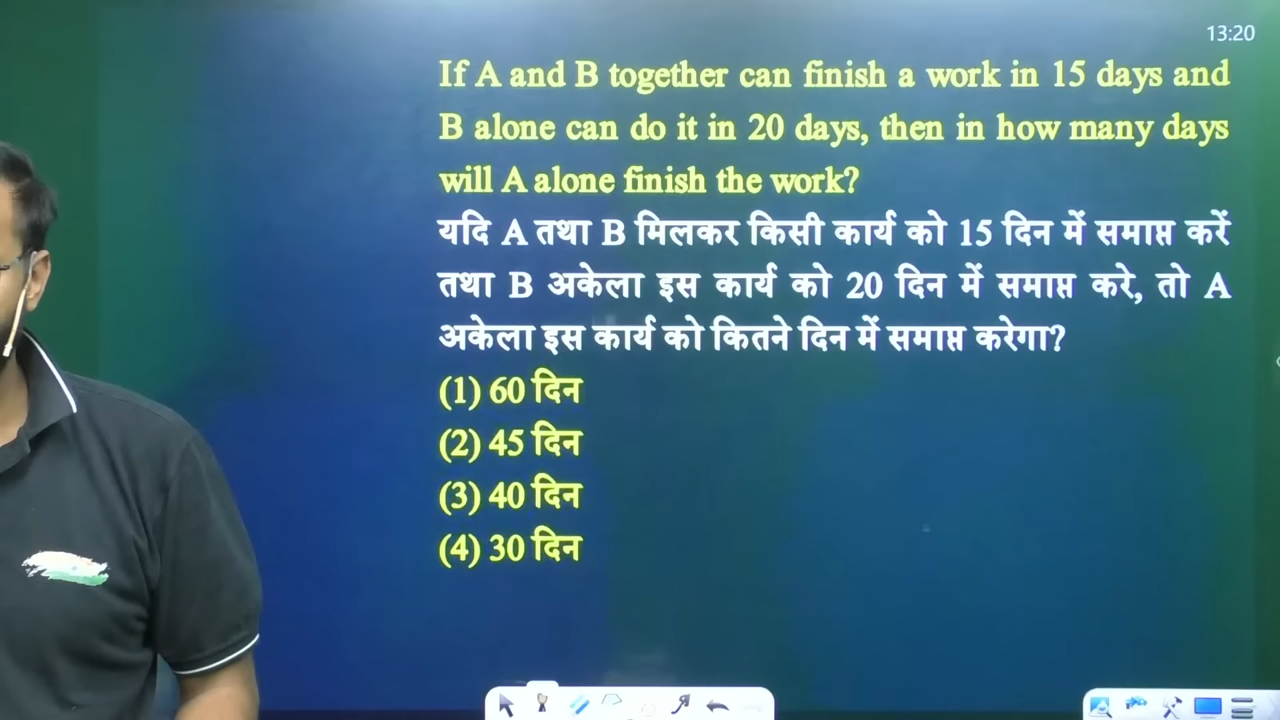 13:20
If A and B together can finish a work in 15 days and
B alone can do it in 20 days, then in how many days
will A alone finish the work?
यदि A तथा B मिलकर किसी कार्य को 15 दिन में समाप्त करें
तथा B अकेला इस कार्य को 20 दिन में समाप्त करे, तो A
अकेला इस कार्य को कितने दिन में समाप्त करेगा?
(1) 60 दिन
(2) 45 दिन
(3) 40 दिन
(4) 30 दिन